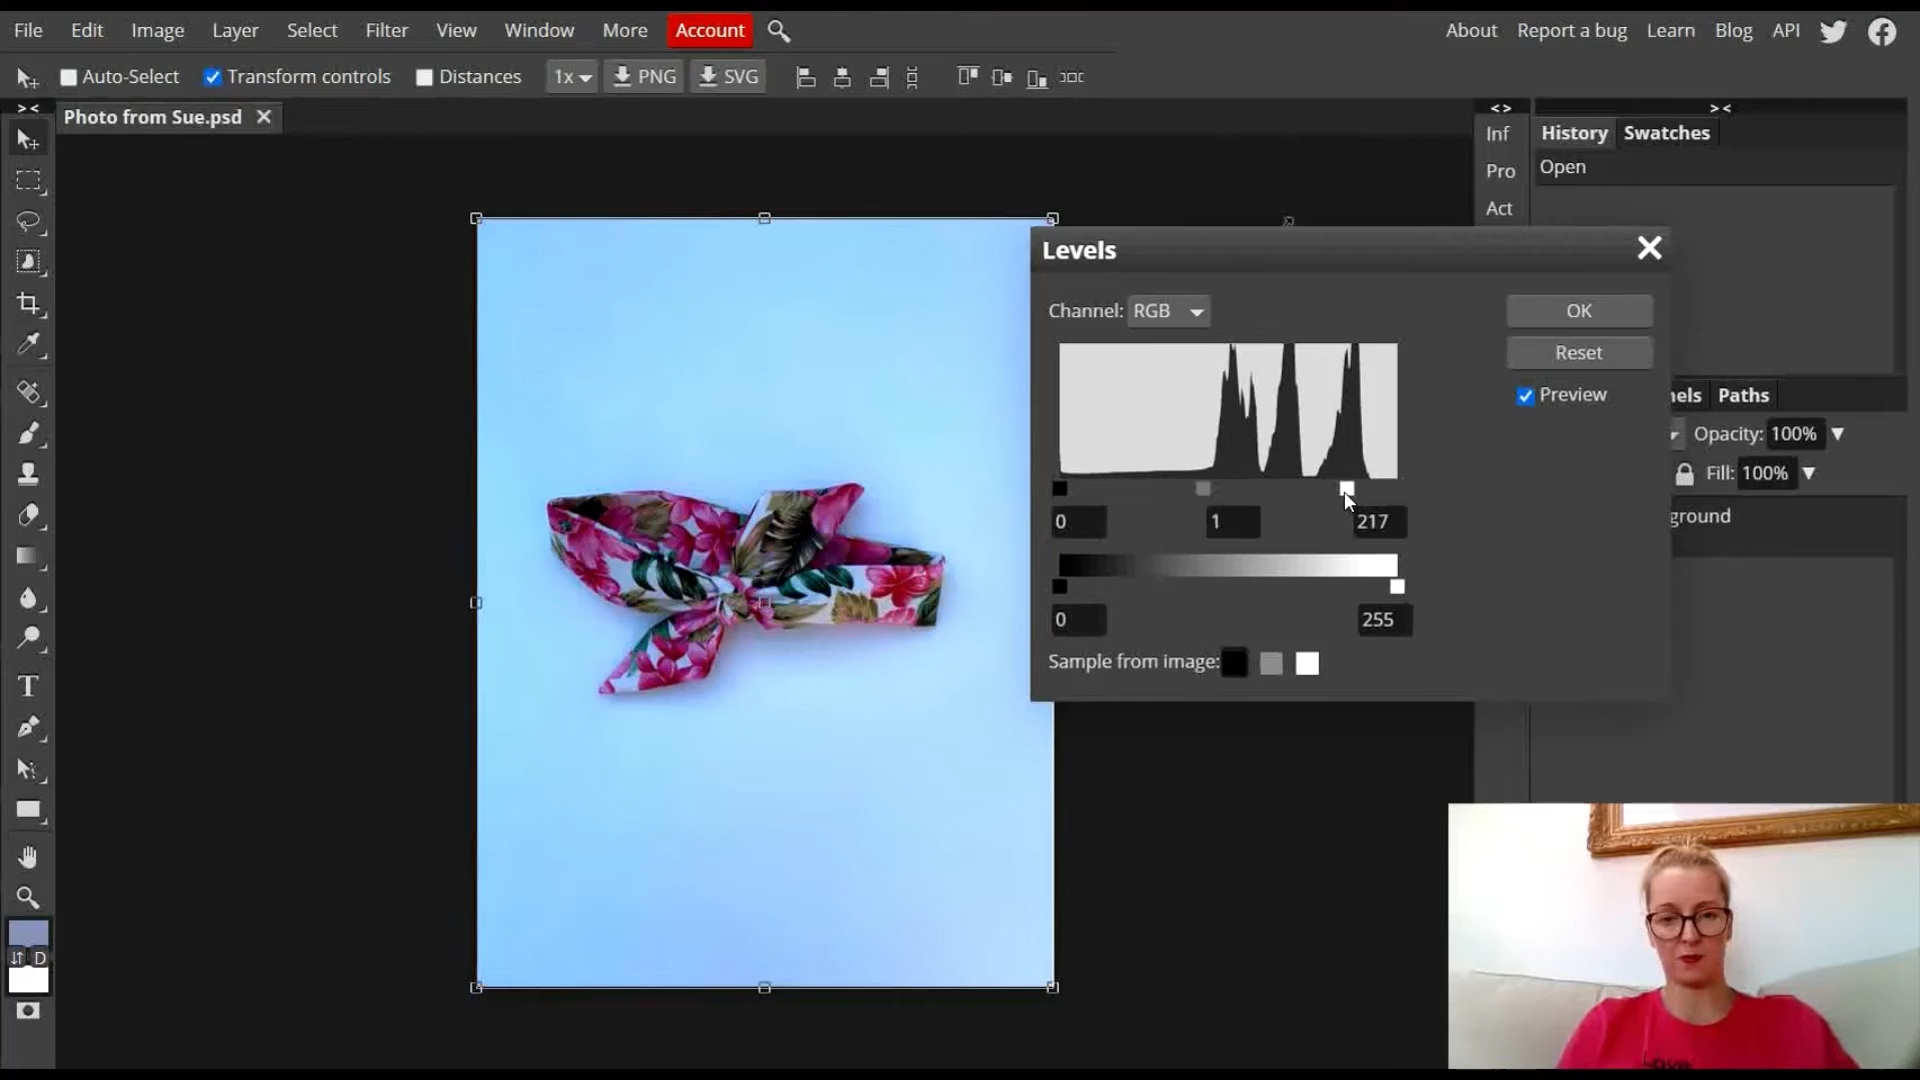 File Edit Image Layer Select Filter View Window More Account About Report a bug Learn Blog API
Auto-Select Transform controls Distances 1x PNG SVG
> < < > > <
Photo from Sue.psd
Inf History Swatches
Pro Open
Act
Levels
Channel: RGB OK
Reset
Preview
nels Paths
Opacity: 100%
Fill: 100%
0 1 217
ground
0 255
Sample from image:
T
D
Love